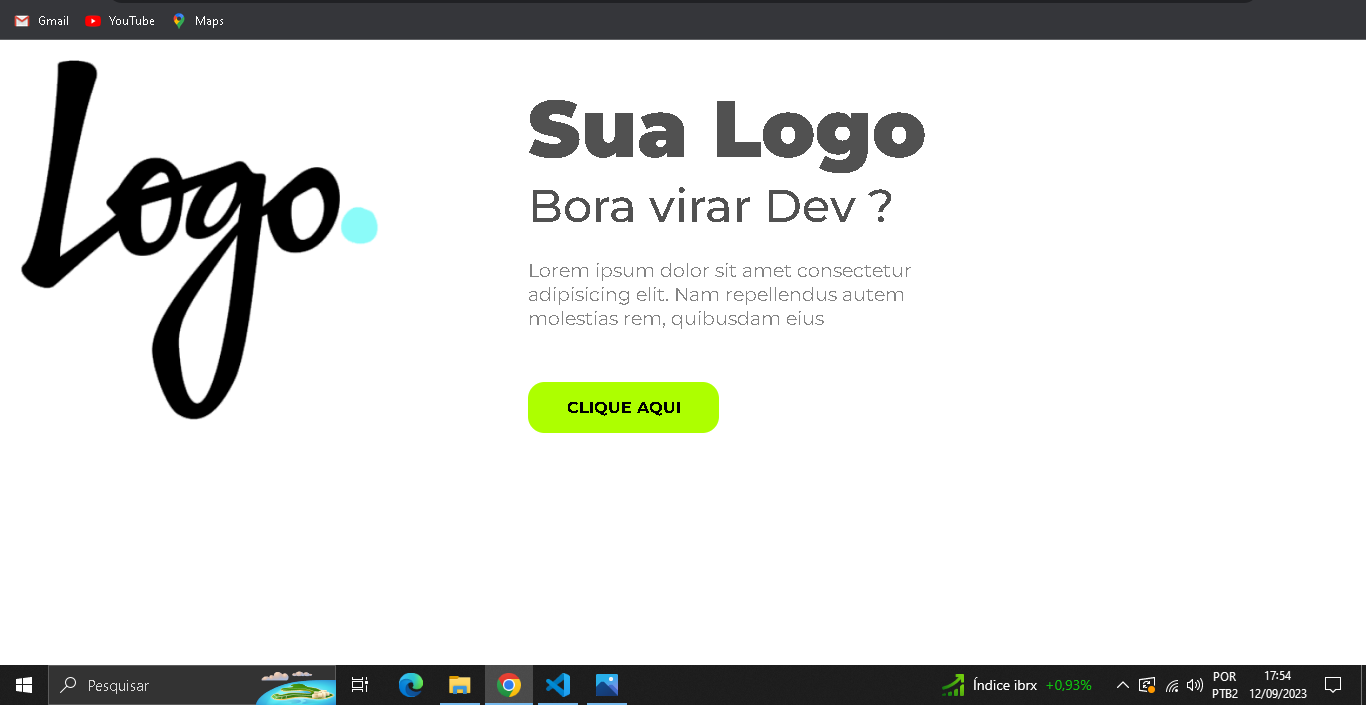 Gmail YouTube Maps
Logo.
Sua Logo
Bora virar Dev ?
Lorem ipsum dolor sit amet consectetur
adipisicing elit. Nam repellendus autem
molestias rem, quibusdam eius
CLIQUE AQUI
Pesquisar
Índice ibrx +0,93%
POR
PTB2
17:54
12/09/2023